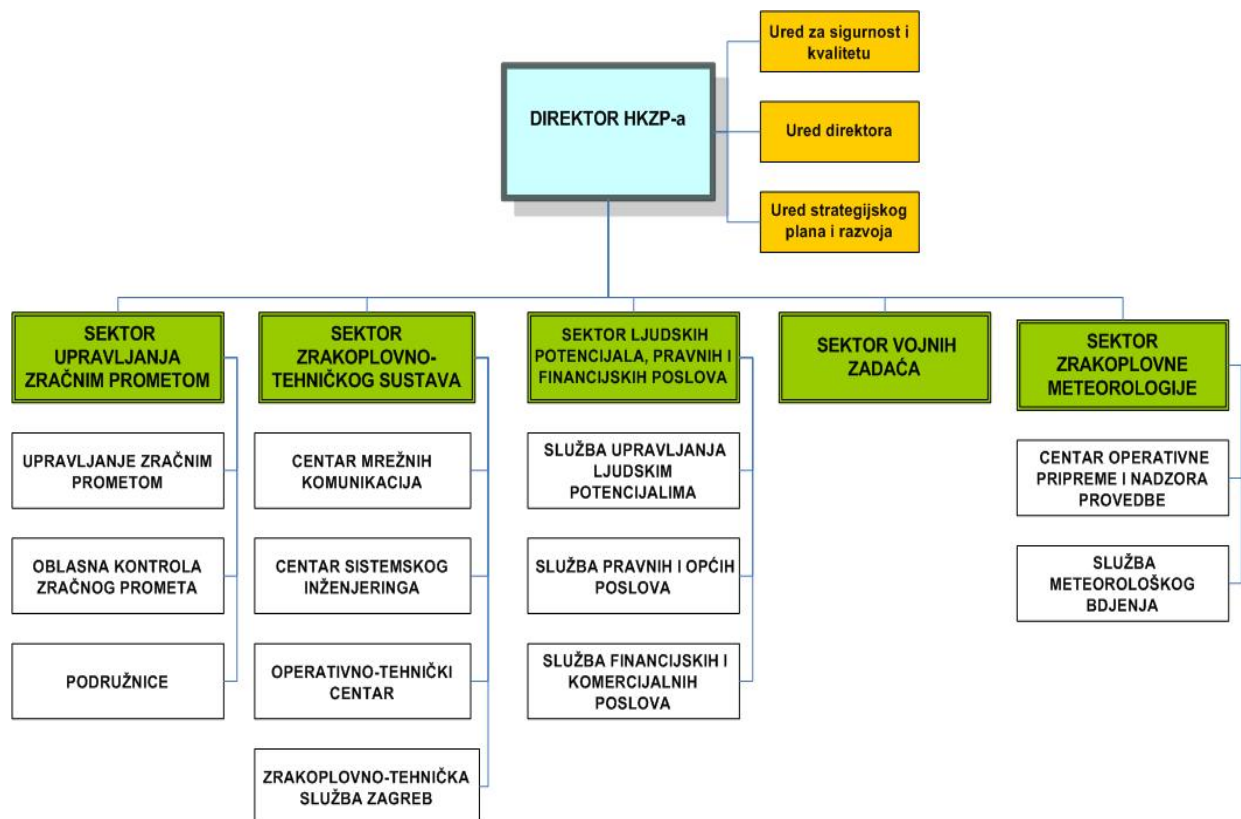 Ured za sigurnost i
kvalitetu
DIREKTOR HKZP-a
Ured direktora
Ured strategijskog
plana i razvoja
SEKTOR
UPRAVLJANJA
ZRAČNIM PROMETOM
SEKTOR
ZRAKOPLOVNO-
TEHNIČKOG SUSTAVA
SEKTOR LJUDSKIH
POTENCIJALA, PRAVNIH I
FINANCIJSKIH POSLOVA
SEKTOR VOJNIH
ZADAĆA
SEKTOR
ZRAKOPLOVNE
METEOROLOGIJE
UPRAVLJANJE ZRAČNIM
PROMETOM
CENTAR MREŽNIH
KOMUNIKACIJA
SLUŽBA UPRAVLJANJA
LJUDSKIM
POTENCIJALIMA
CENTAR OPERATIVNE
PRIPREME I NADZORA
PROVEDBE
OBLASNA KONTROLA
ZRAČNOG PROMETA
CENTAR SISTEMSKOG
INŽENJERINGA
SLUŽBA PRAVNIH I OPĆIH
POSLOVA
SLUŽBA
METEOROLOŠKOG
BDJENJA
PODRUŽNICE
OPERATIVNO-TEHNIČKI
CENTAR
SLUŽBA FINANCIJSKIH I
KOMERCIJALNIH
POSLOVA
ZRAKOPLOVNO-TEHNIČKA
SLUŽBA ZAGREB